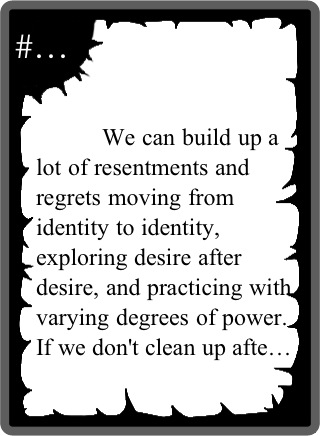 #...
We can build up a
lot of resentments and
regrets moving from
identity to identity,
exploring desire after
desire, and practicing with
varying degrees of power.
If we don't clean up afte…